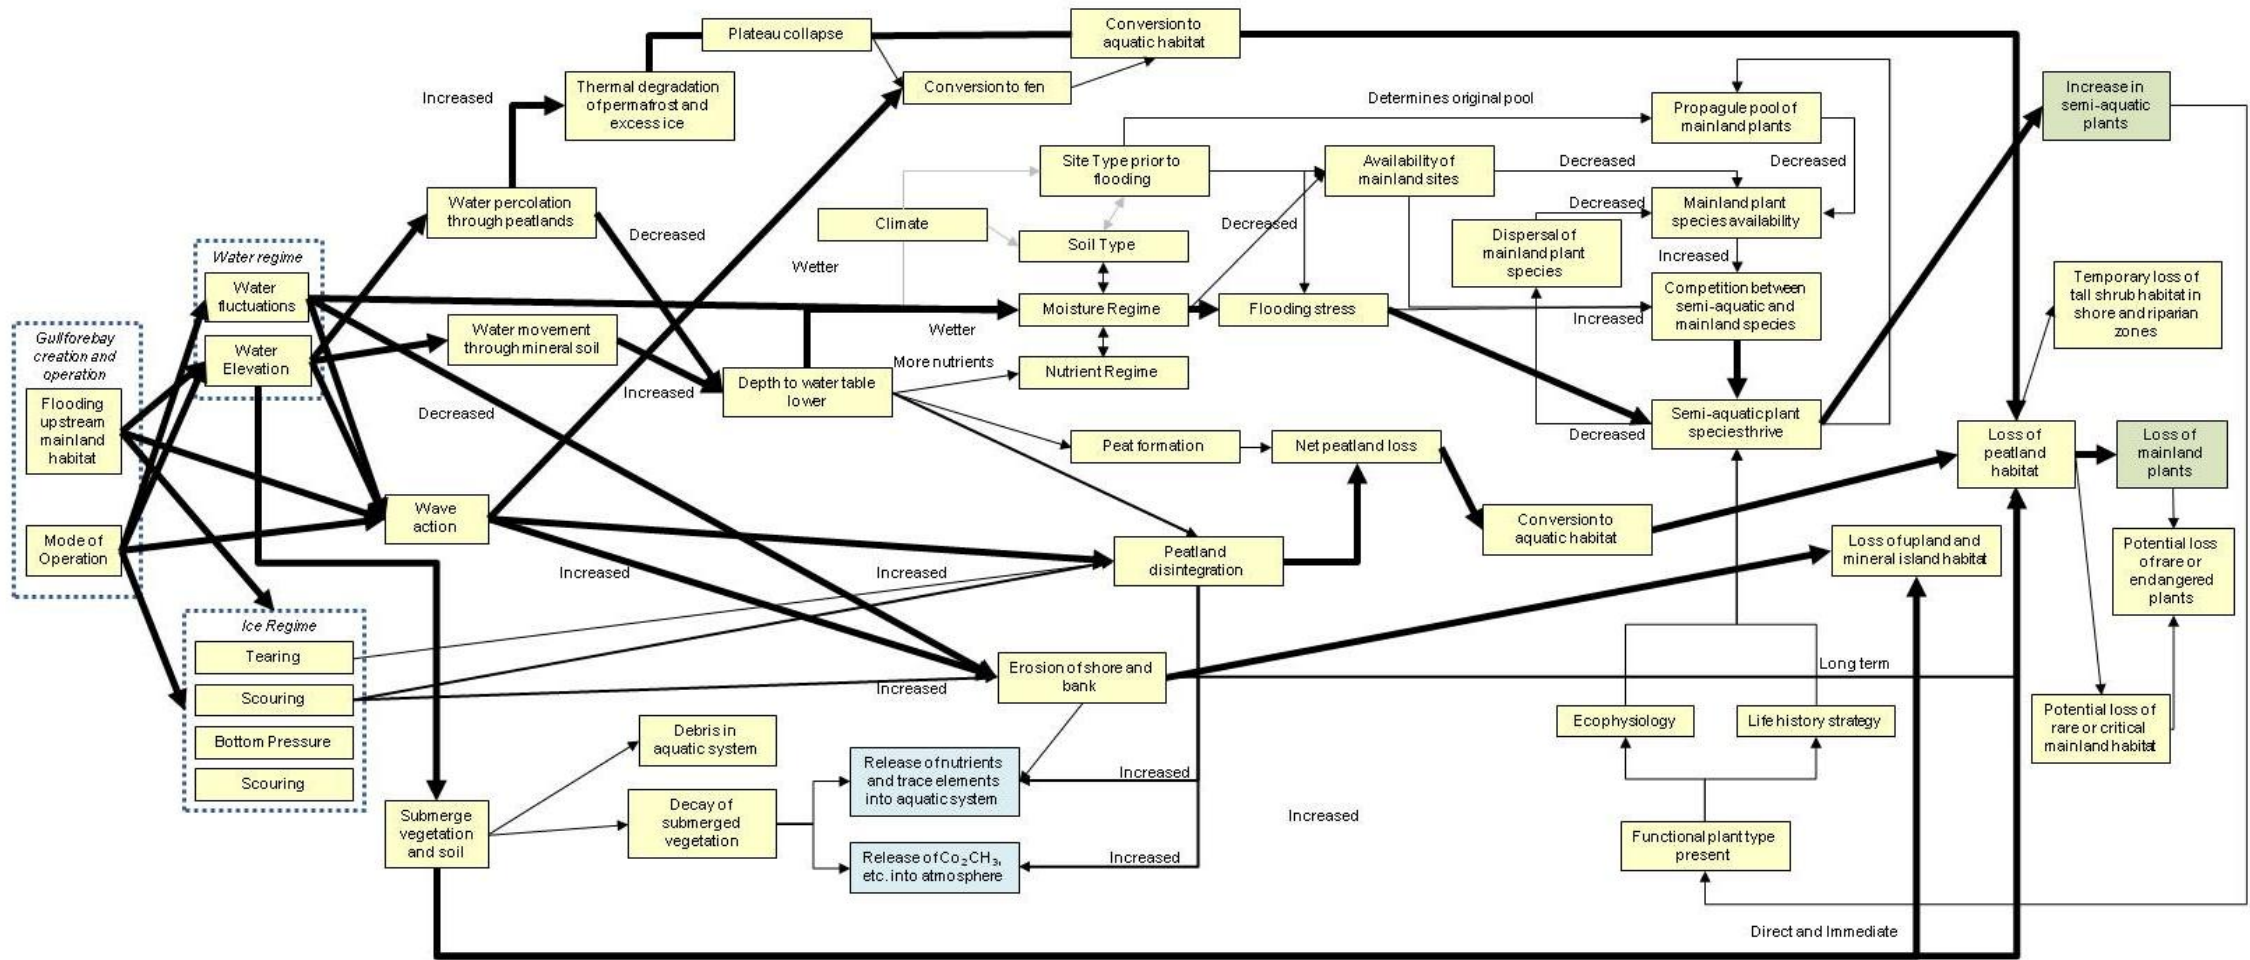 Plateau collapse
Conversion to
aquatic habitat
Thermal degradation
of permafrost and
excess ice
Conversion to fen
Increased
Determines original pool
Propagule pool of
mainland plants
Increase in
semi-aquatic
plants
Site Type prior to
flooding
Availability of
mainland sites
Decreased
Decreased
Water percolation
through peatlands
Climate
Decreased
Decreased
Decreased
Mainland plant
species availability
Soil Type
Dispersal of
mainland plant
species
Increased
Water regime
Water
fluctuations
Wetter
Temporary loss of
tall shrub habitat in
shore and riparian
zones
Competition between
semi-aquatic and
mainland species
Moisture Regime
Flooding stress
Increased
Gull forebay
creation and
operation
Water
Elevation
Water movement
through mineral soil
Wetter
More nutrients
Nutrient Regime
Depth to water table
lower
Increased
Flooding
upstream
mainland
habitat
Decreased
Semi-aquatic plant
species thrive
Decreased
Peat formation
Net peatland loss
Loss of
peatland
habitat
Loss of
mainland
plants
Wave
action
Conversion to
aquatic habitat
Mode of
Operation
Peatland
disintegration
Loss of upland and
mineral island habitat
Potential loss
of rare or
endangered
plants
Increased
Increased
Ice Regime
Tearing
Scouring
Bottom Pressure
Scouring
Increased
Erosion of shore and
bank
Long term
Debris in
aquatic system
Ecophysiology
Life history strategy
Potential loss of
rare or critical
mainland habitat
Release of nutrients
and trace elements
into aquatic system
Increased
Submerge
vegetation
and soil
Decay of
submerged
vegetation
Increased
Functional plant type
present
Release of Co₂CH₃,
etc. into atmosphere
Increased
Direct and Immediate